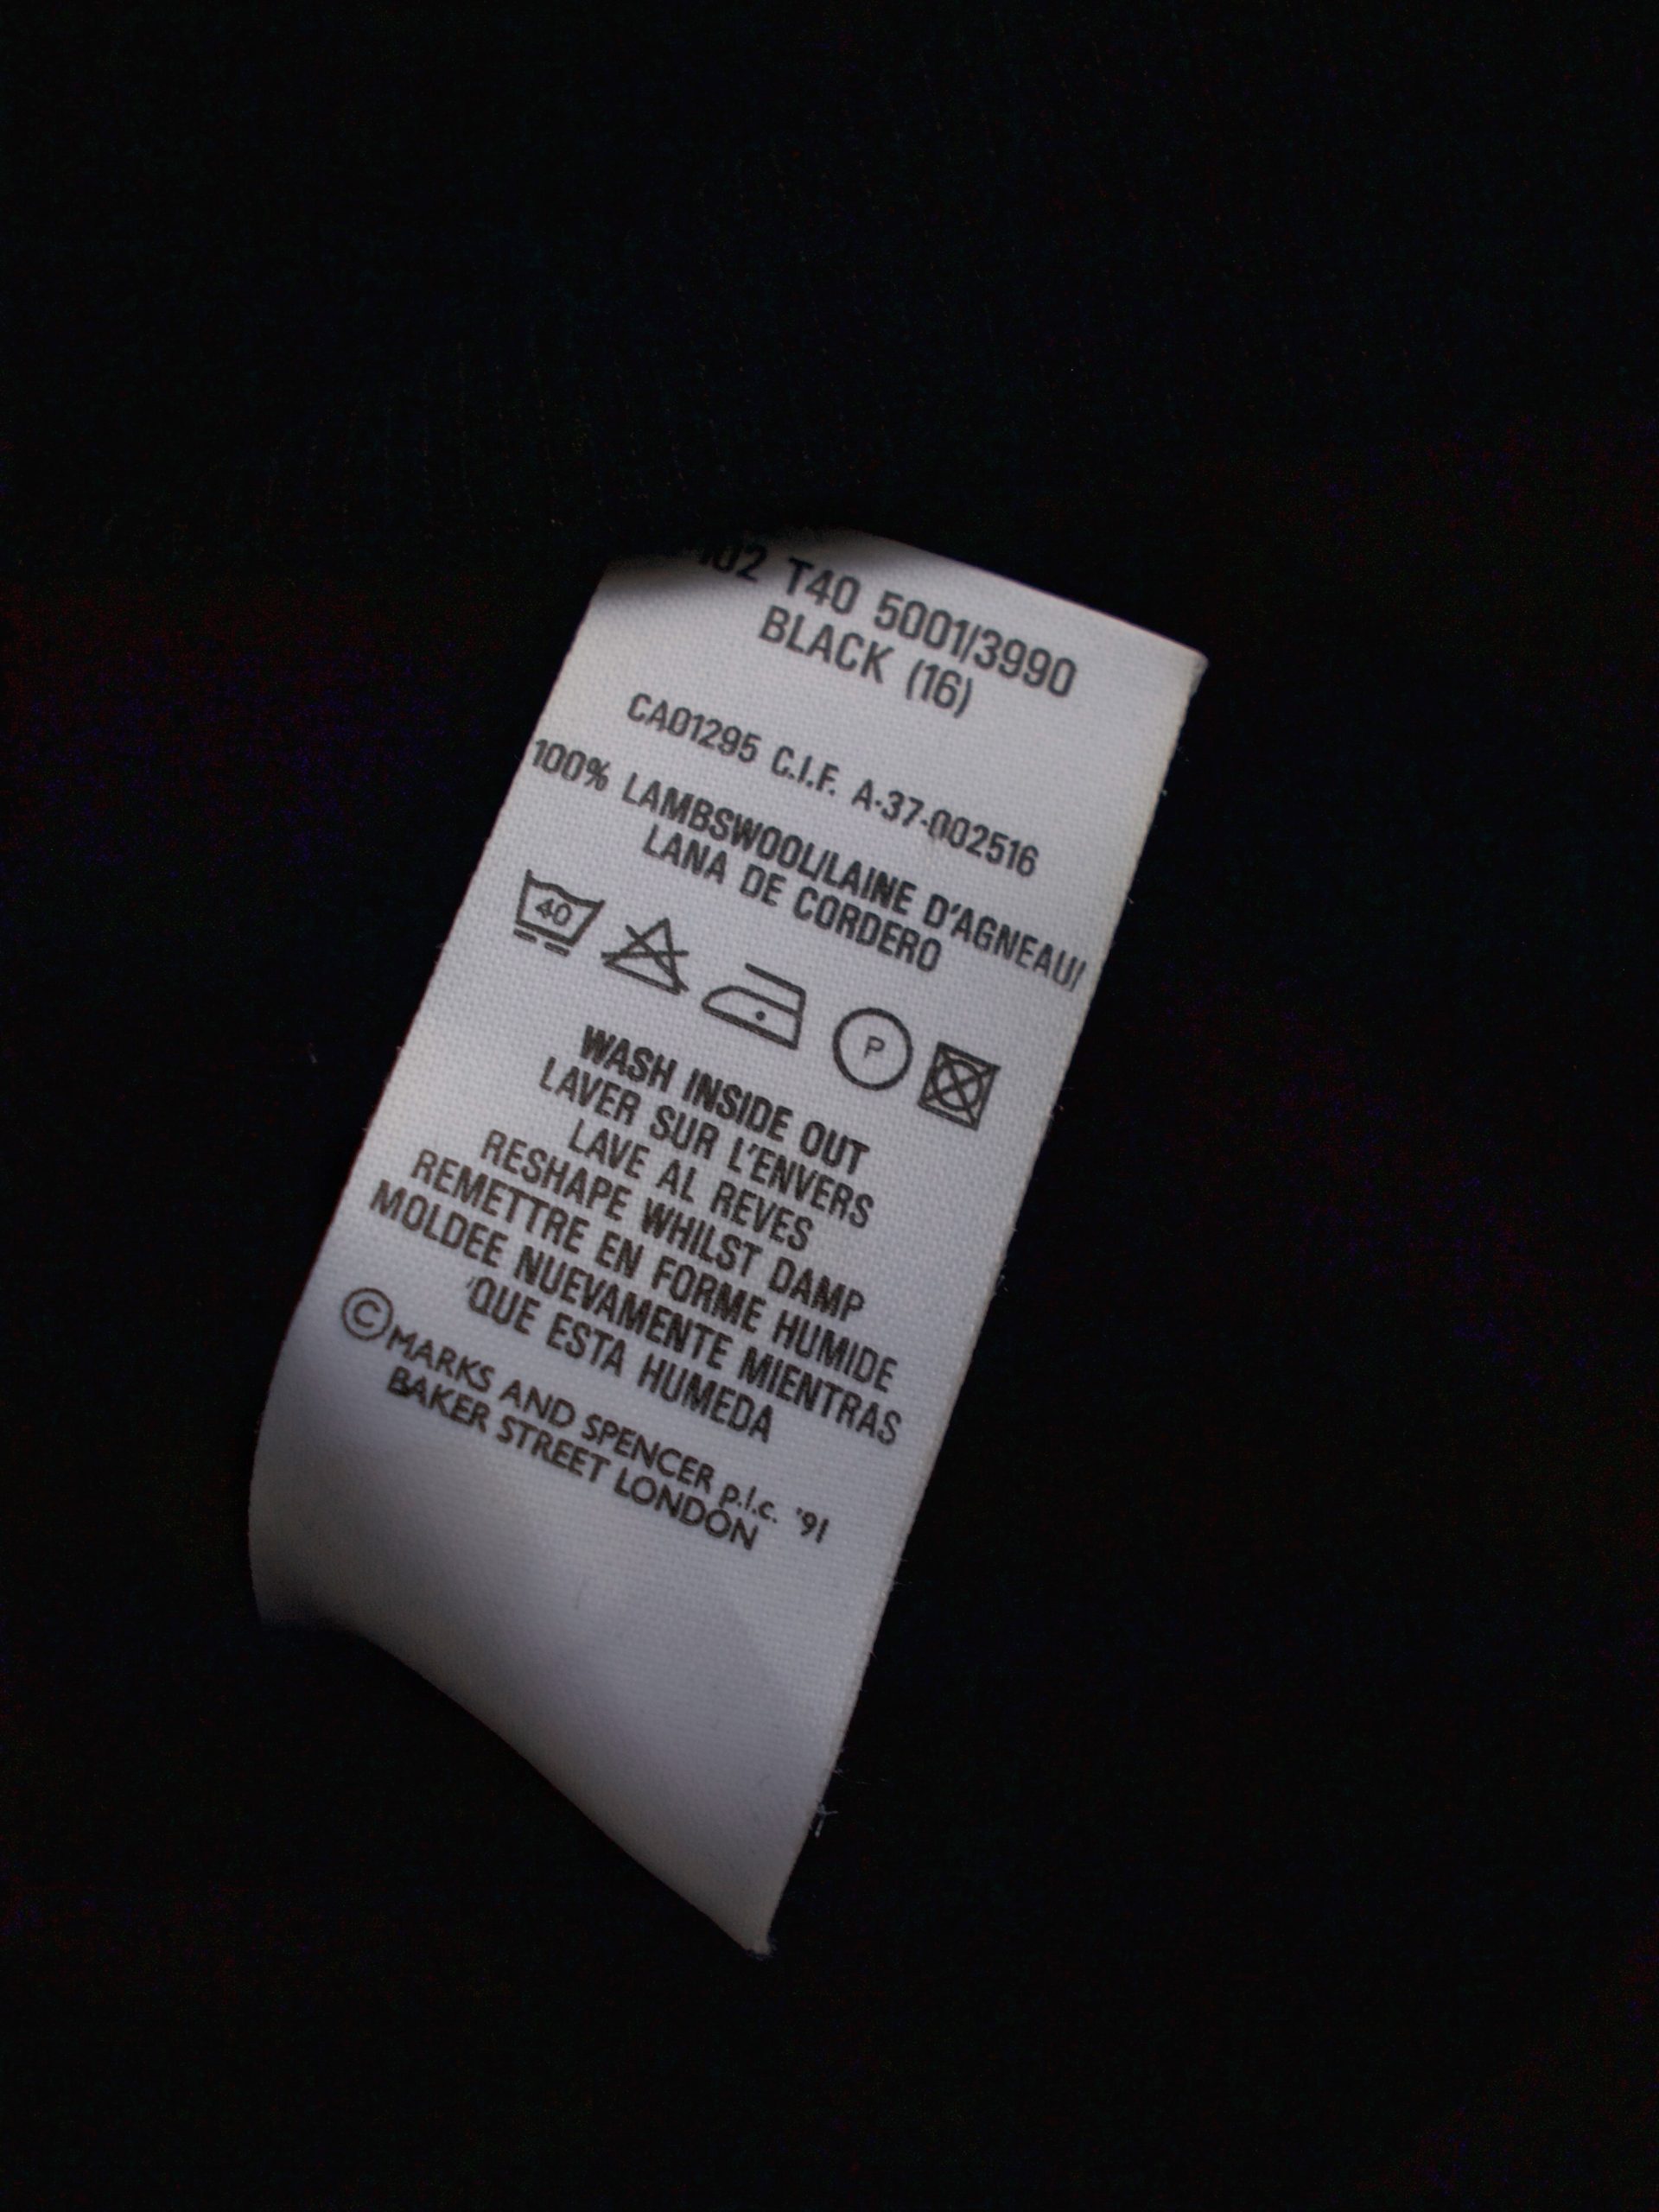 T40 5001/3990
BLACK (16)
CA01295 C.I.F. A-37-002516
100% LAMBSWOOL/LAINE D'AGNEAU/
LANA DE CORDERO
40
P
WASH INSIDE OUT
LAVER SUR L'ENVERS
LAVE AL REVES
RESHAPE WHILST DAMP
REMETTRE EN FORME HUMIDE
MOLDEE NUEVAMENTE MIENTRAS
'QUE ESTA HUMEDA
©MARKS AND SPENCER p.l.c. '91
BAKER STREET LONDON